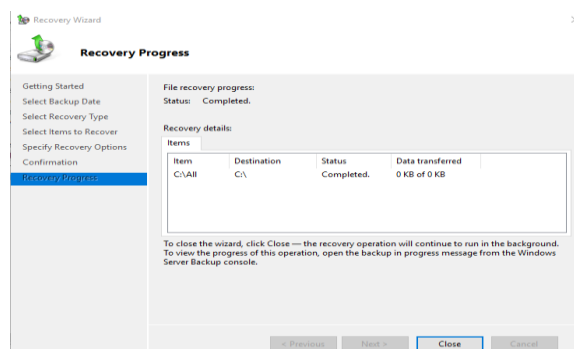 Recovery Wizard
Recovery Progress
Getting Started
Select Backup Date
Select Recovery Type
Select Items to Recover
Specify Recovery Options
Confirmation
Recovery Progress
File recovery progress:
Status: Completed.
Recovery details:
Items
Item Destination Status Data transferred
C:\All C:\ Completed. 0 KB of 0 KB
To close the wizard, click Close — the recovery operation will continue to run in the background.
To view the progress of this operation, open the backup in progress message from the Windows
Server Backup console.
< Previous Next > Close Cancel